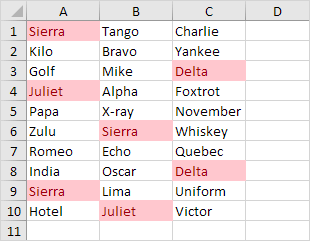 A B C D
1 Sierra Tango Charlie
2 Kilo Bravo Yankee
3 Golf Mike Delta
4 Juliet Alpha Foxtrot
5 Papa X-ray November
6 Zulu Sierra Whiskey
7 Romeo Echo Quebec
8 India Oscar Delta
9 Sierra Lima Uniform
10 Hotel Juliet Victor
11